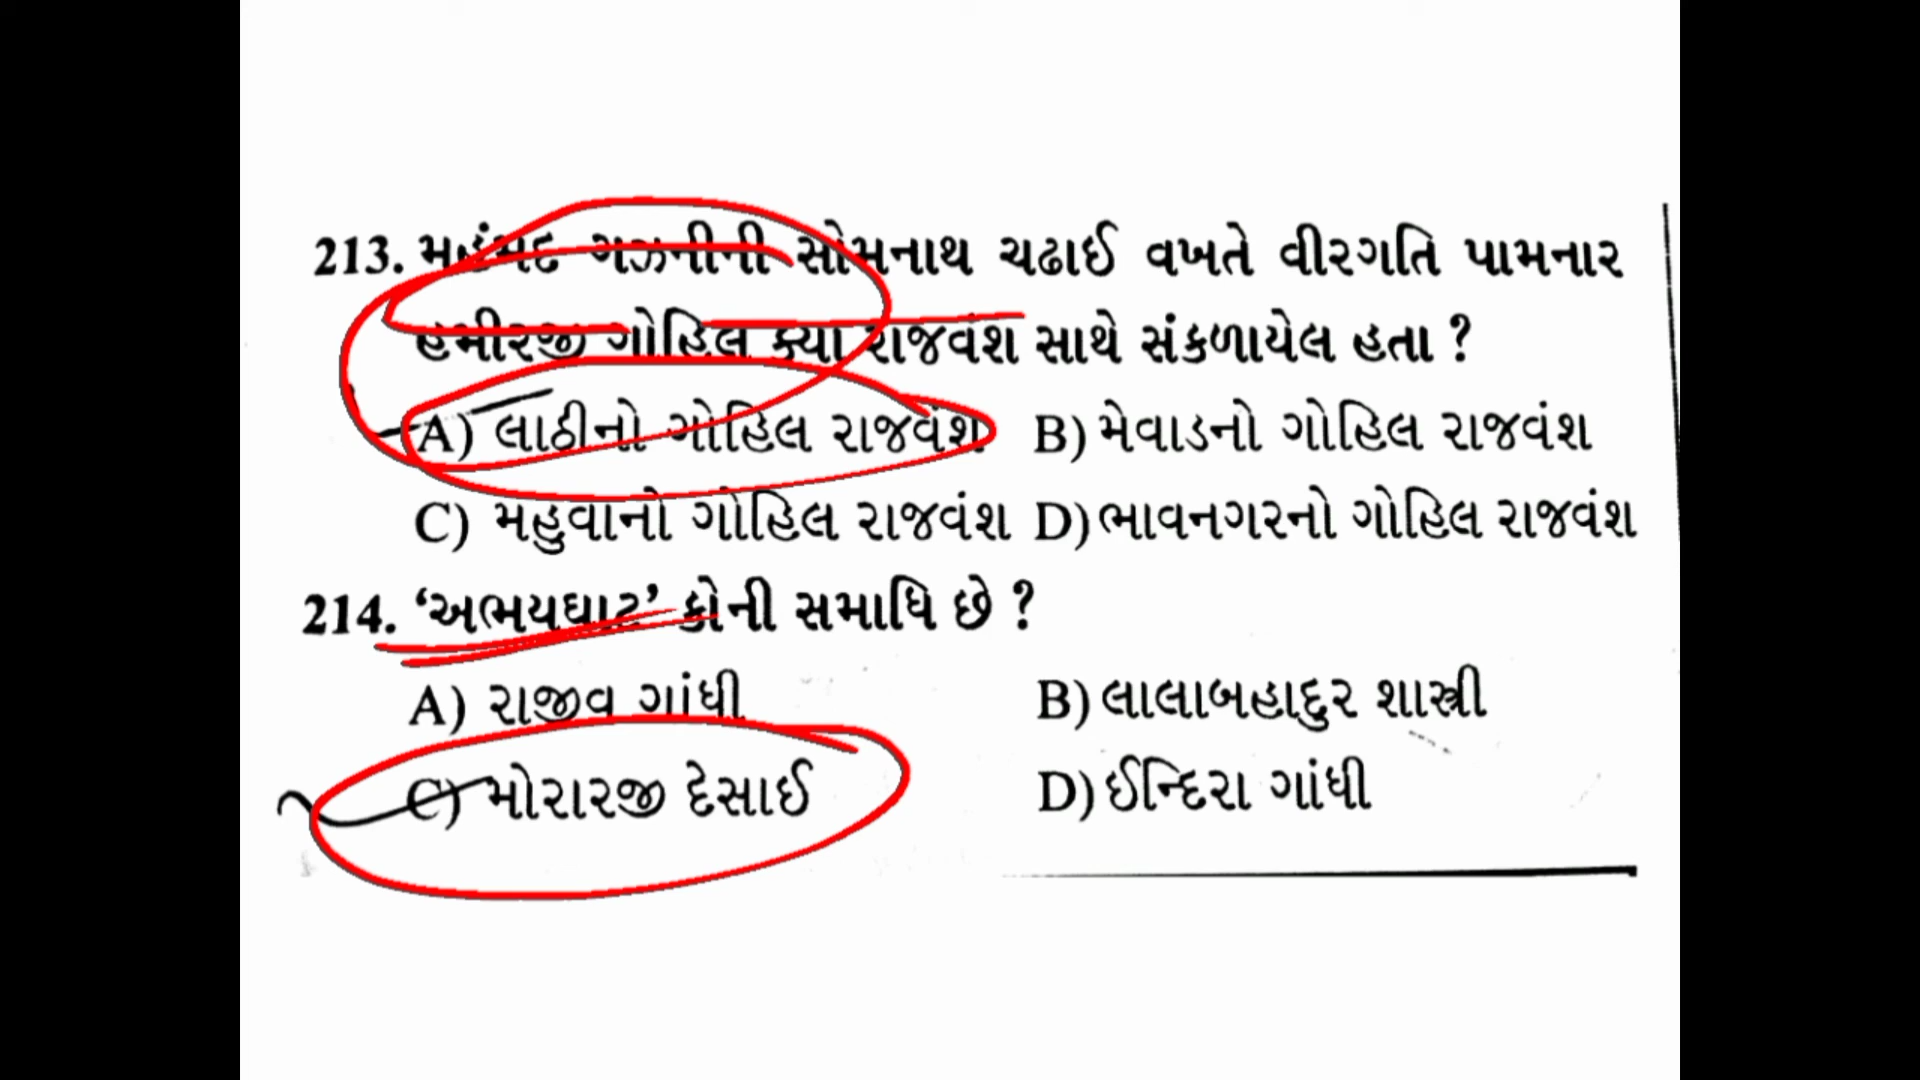 213. મહંમદ ગઝનીની સોમનાથ ચઢાઈ વખતે વીરગતિ પામનાર
હમીરજી ગોહિલ ક્યા રાજવંશ સાથે સંકળાયેલ હતા ?
A) લાઠીનો ગોહિલ રાજવંશ B) મેવાડનો ગોહિલ રાજવંશ
C) મહુવાનો ગોહિલ રાજવંશ D) ભાવનગરનો ગોહિલ રાજવંશ
214. ‘અભયઘાટ’ કોની સમાધિ છે ?
A) રાજીવ ગાંધી B) લાલાબહાદુર શાસ્ત્રી
C) મોરારજી દેસાઈ D) ઈન્દિરા ગાંધી